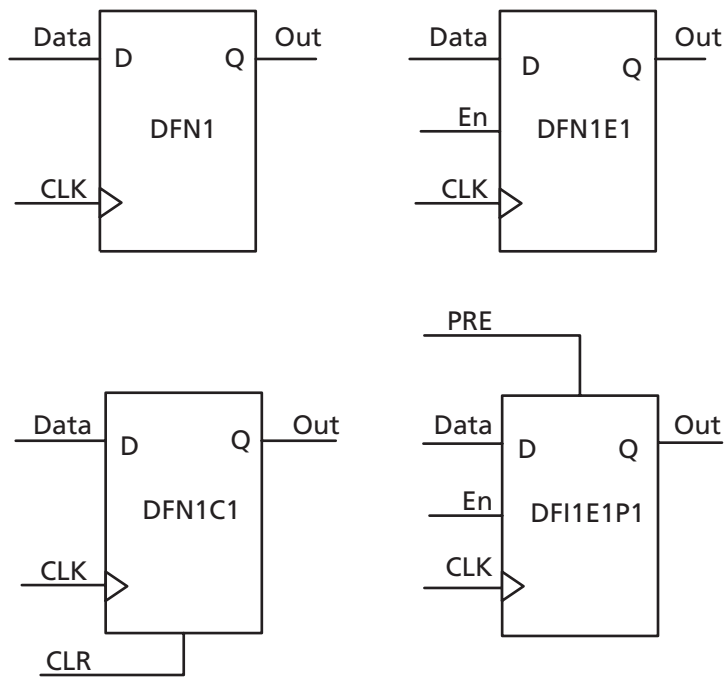 Data
Out
D
Q
DFN1
CLK
Data
Out
D
Q
En
DFN1E1
CLK
Data
Out
D
Q
DFN1C1
CLK
CLR
PRE
Data
Out
D
Q
En
DFI1E1P1
CLK